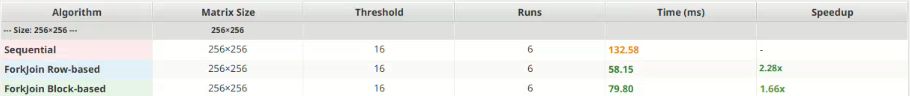 Algorithm Matrix Size Threshold Runs Time (ms) Speedup
--- Size: 256×256 --- 256×256
Sequential 256×256 16 6 132.58 -
ForkJoin Row-based 256×256 16 6 58.15 2.28x
ForkJoin Block-based 256×256 16 6 79.80 1.66x